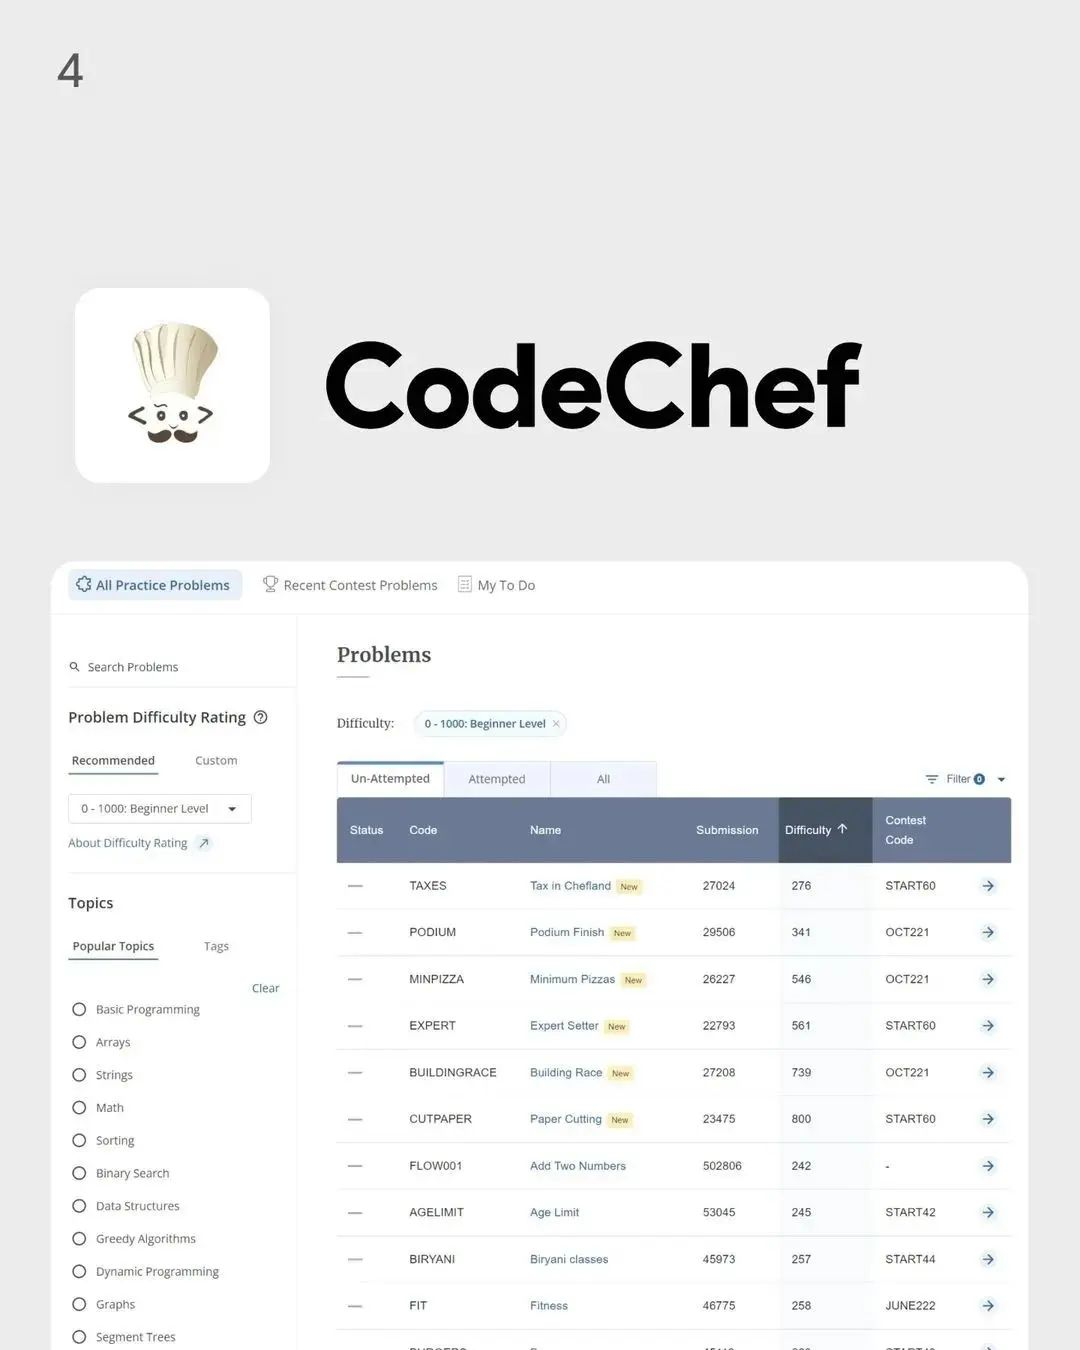 4
CodeChef
All Practice Problems Recent Contest Problems My To Do
Search Problems
Problem Difficulty Rating
Recommended Custom
0 - 1000: Beginner Level
About Difficulty Rating
Topics
Popular Topics Tags
Clear
Basic Programming
Arrays
Strings
Math
Sorting
Binary Search
Data Structures
Greedy Algorithms
Dynamic Programming
Graphs
Segment Trees
Problems
Difficulty: 0 - 1000: Beginner Level ×
Un-Attempted Attempted All Filter 0
Status Code Name Submission Difficulty ↑ Contest
Code
— TAXES Tax in Chefland New 27024 276 START60 →
— PODIUM Podium Finish New 29506 341 OCT221 →
— MINPIZZA Minimum Pizzas New 26227 546 OCT221 →
— EXPERT Expert Setter New 22793 561 START60 →
— BUILDINGRACE Building Race New 27208 739 OCT221 →
— CUTPAPER Paper Cutting New 23475 800 START60 →
— FLOW001 Add Two Numbers 502806 242 - →
— AGELIMIT Age Limit 53045 245 START42 →
— BIRYANI Biryani classes 45973 257 START44 →
— FIT Fitness 46775 258 JUNE222 →